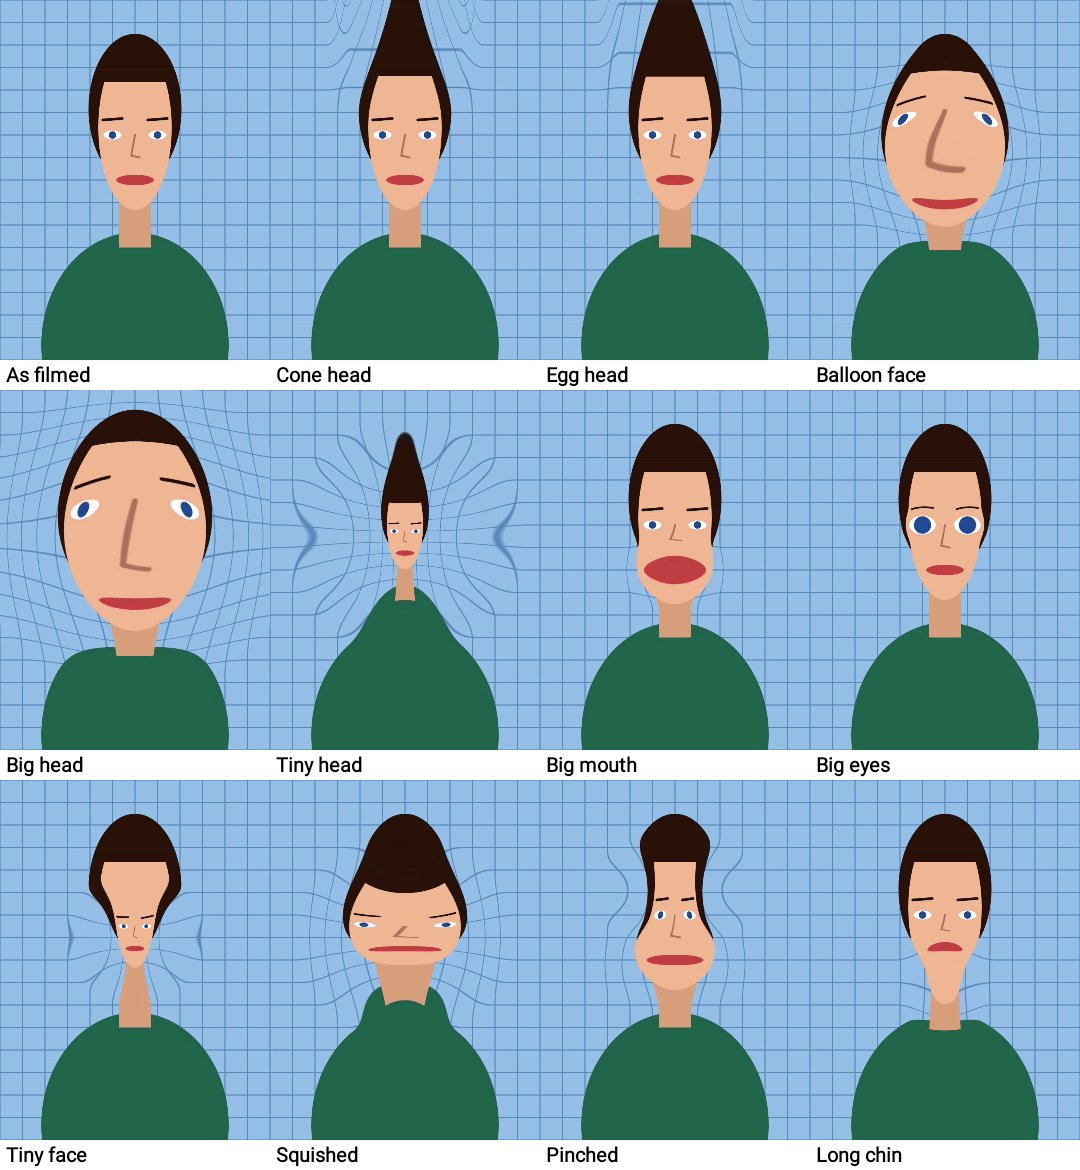 As filmed
Cone head
Egg head
Balloon face
Big head
Tiny head
Big mouth
Big eyes
Tiny face
Squished
Pinched
Long chin